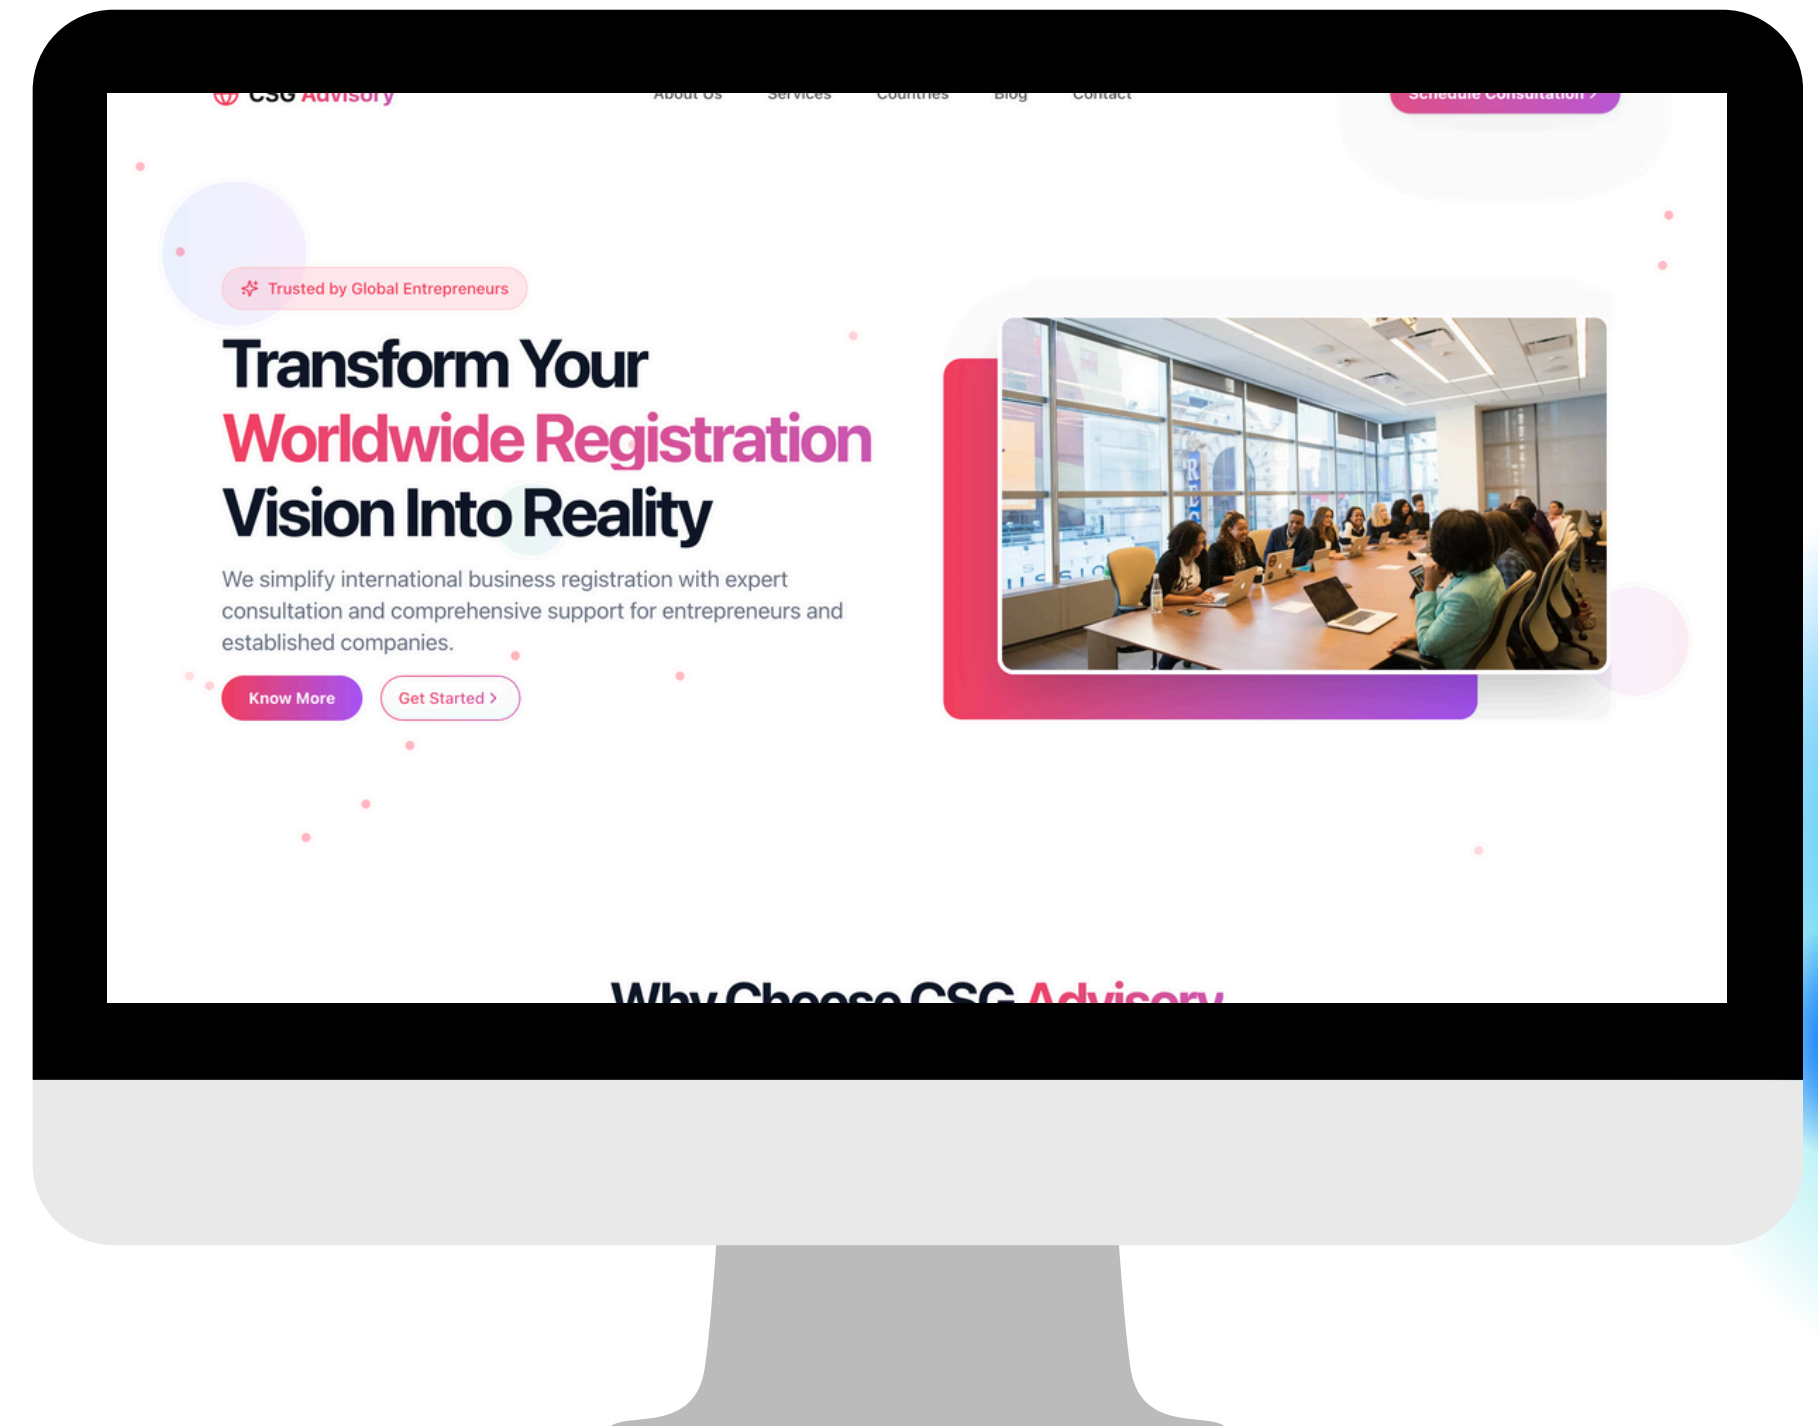 CSG Advisory
About Us
Services
Countries
Blog
Contact
Schedule Consultation
Trusted by Global Entrepreneurs
Transform Your
Worldwide Registration
Vision Into Reality
We simplify international business registration with expert
consultation and comprehensive support for entrepreneurs and
established companies.
Know More
Get Started
Why Choose CSG Advisory